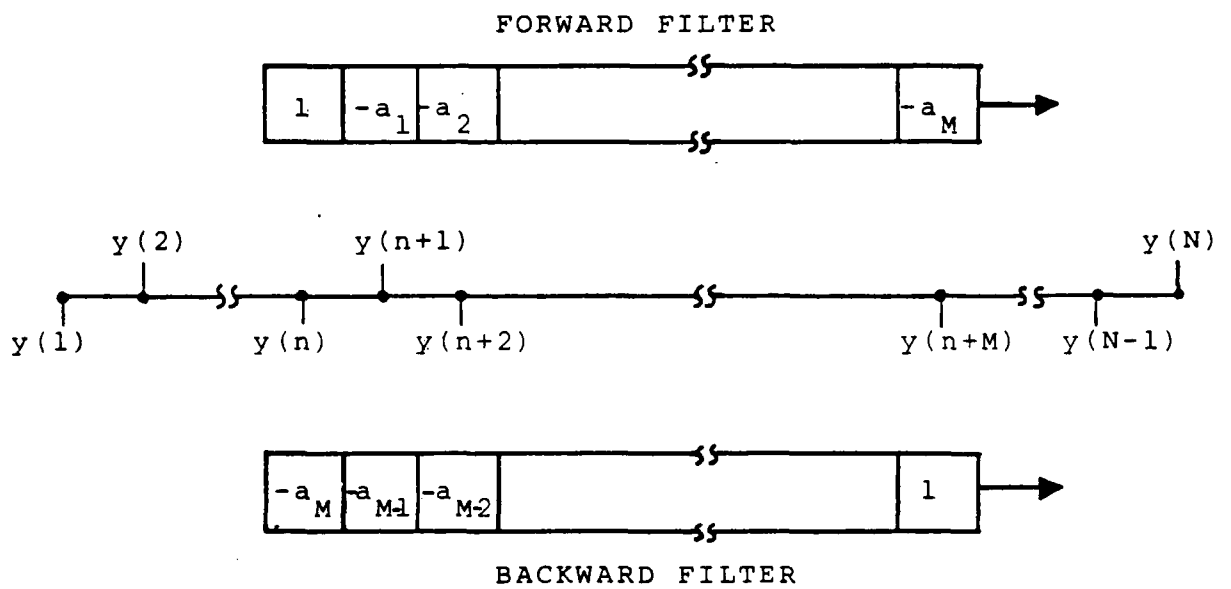 FORWARD FILTER
1 -a1 -a2 -aM
y(2) y(n+1) y(N)
y(1) y(n) y(n+2) y(n+M) y(N-1)
-aM -aM-1 -aM-2 1
BACKWARD FILTER